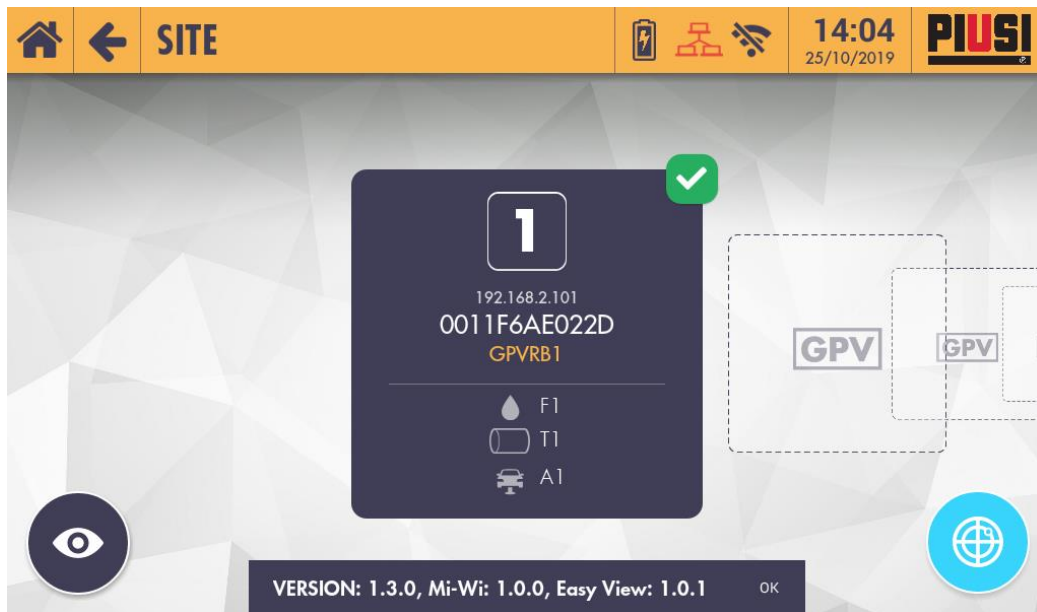 SITE
14:04
25/10/2019
PIUSI
1
192.168.2.101
0011F6AE022D
GPVRB1
F1
T1
A1
GPV
GPV
VERSION: 1.3.0, Mi-Wi: 1.0.0, Easy View: 1.0.1 OK